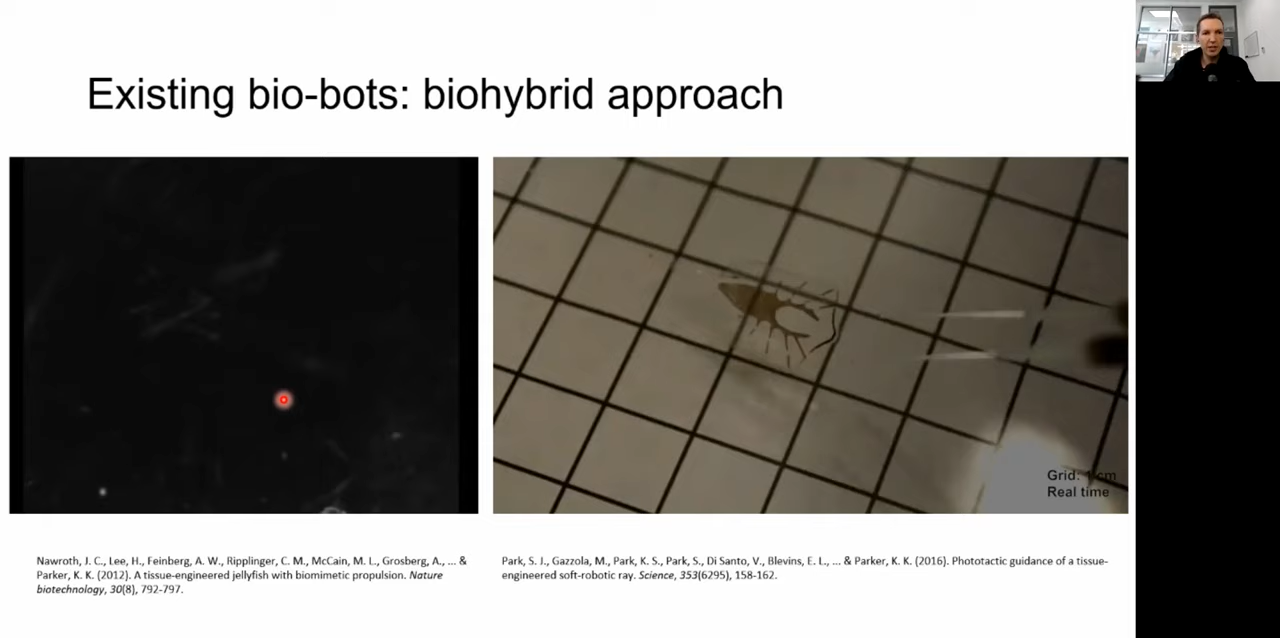 Existing bio-bots: biohybrid approach
Grid: 1 cm
Real time
Nawroth, J. C., Lee, H., Feinberg, A. W., Ripplinger, C. M., McCain, M. L., Grosberg, A., ... &
Parker, K. K. (2012). A tissue-engineered jellyfish with biomimetic propulsion. Nature
biotechnology, 30(8), 792-797.
Park, S. J., Gazzola, M., Park, K. S., Park, S., Di Santo, V., Blevins, E. L., ... & Parker, K. K. (2016). Phototactic guidance of a tissue-
engineered soft-robotic ray. Science, 353(6295), 158-162.